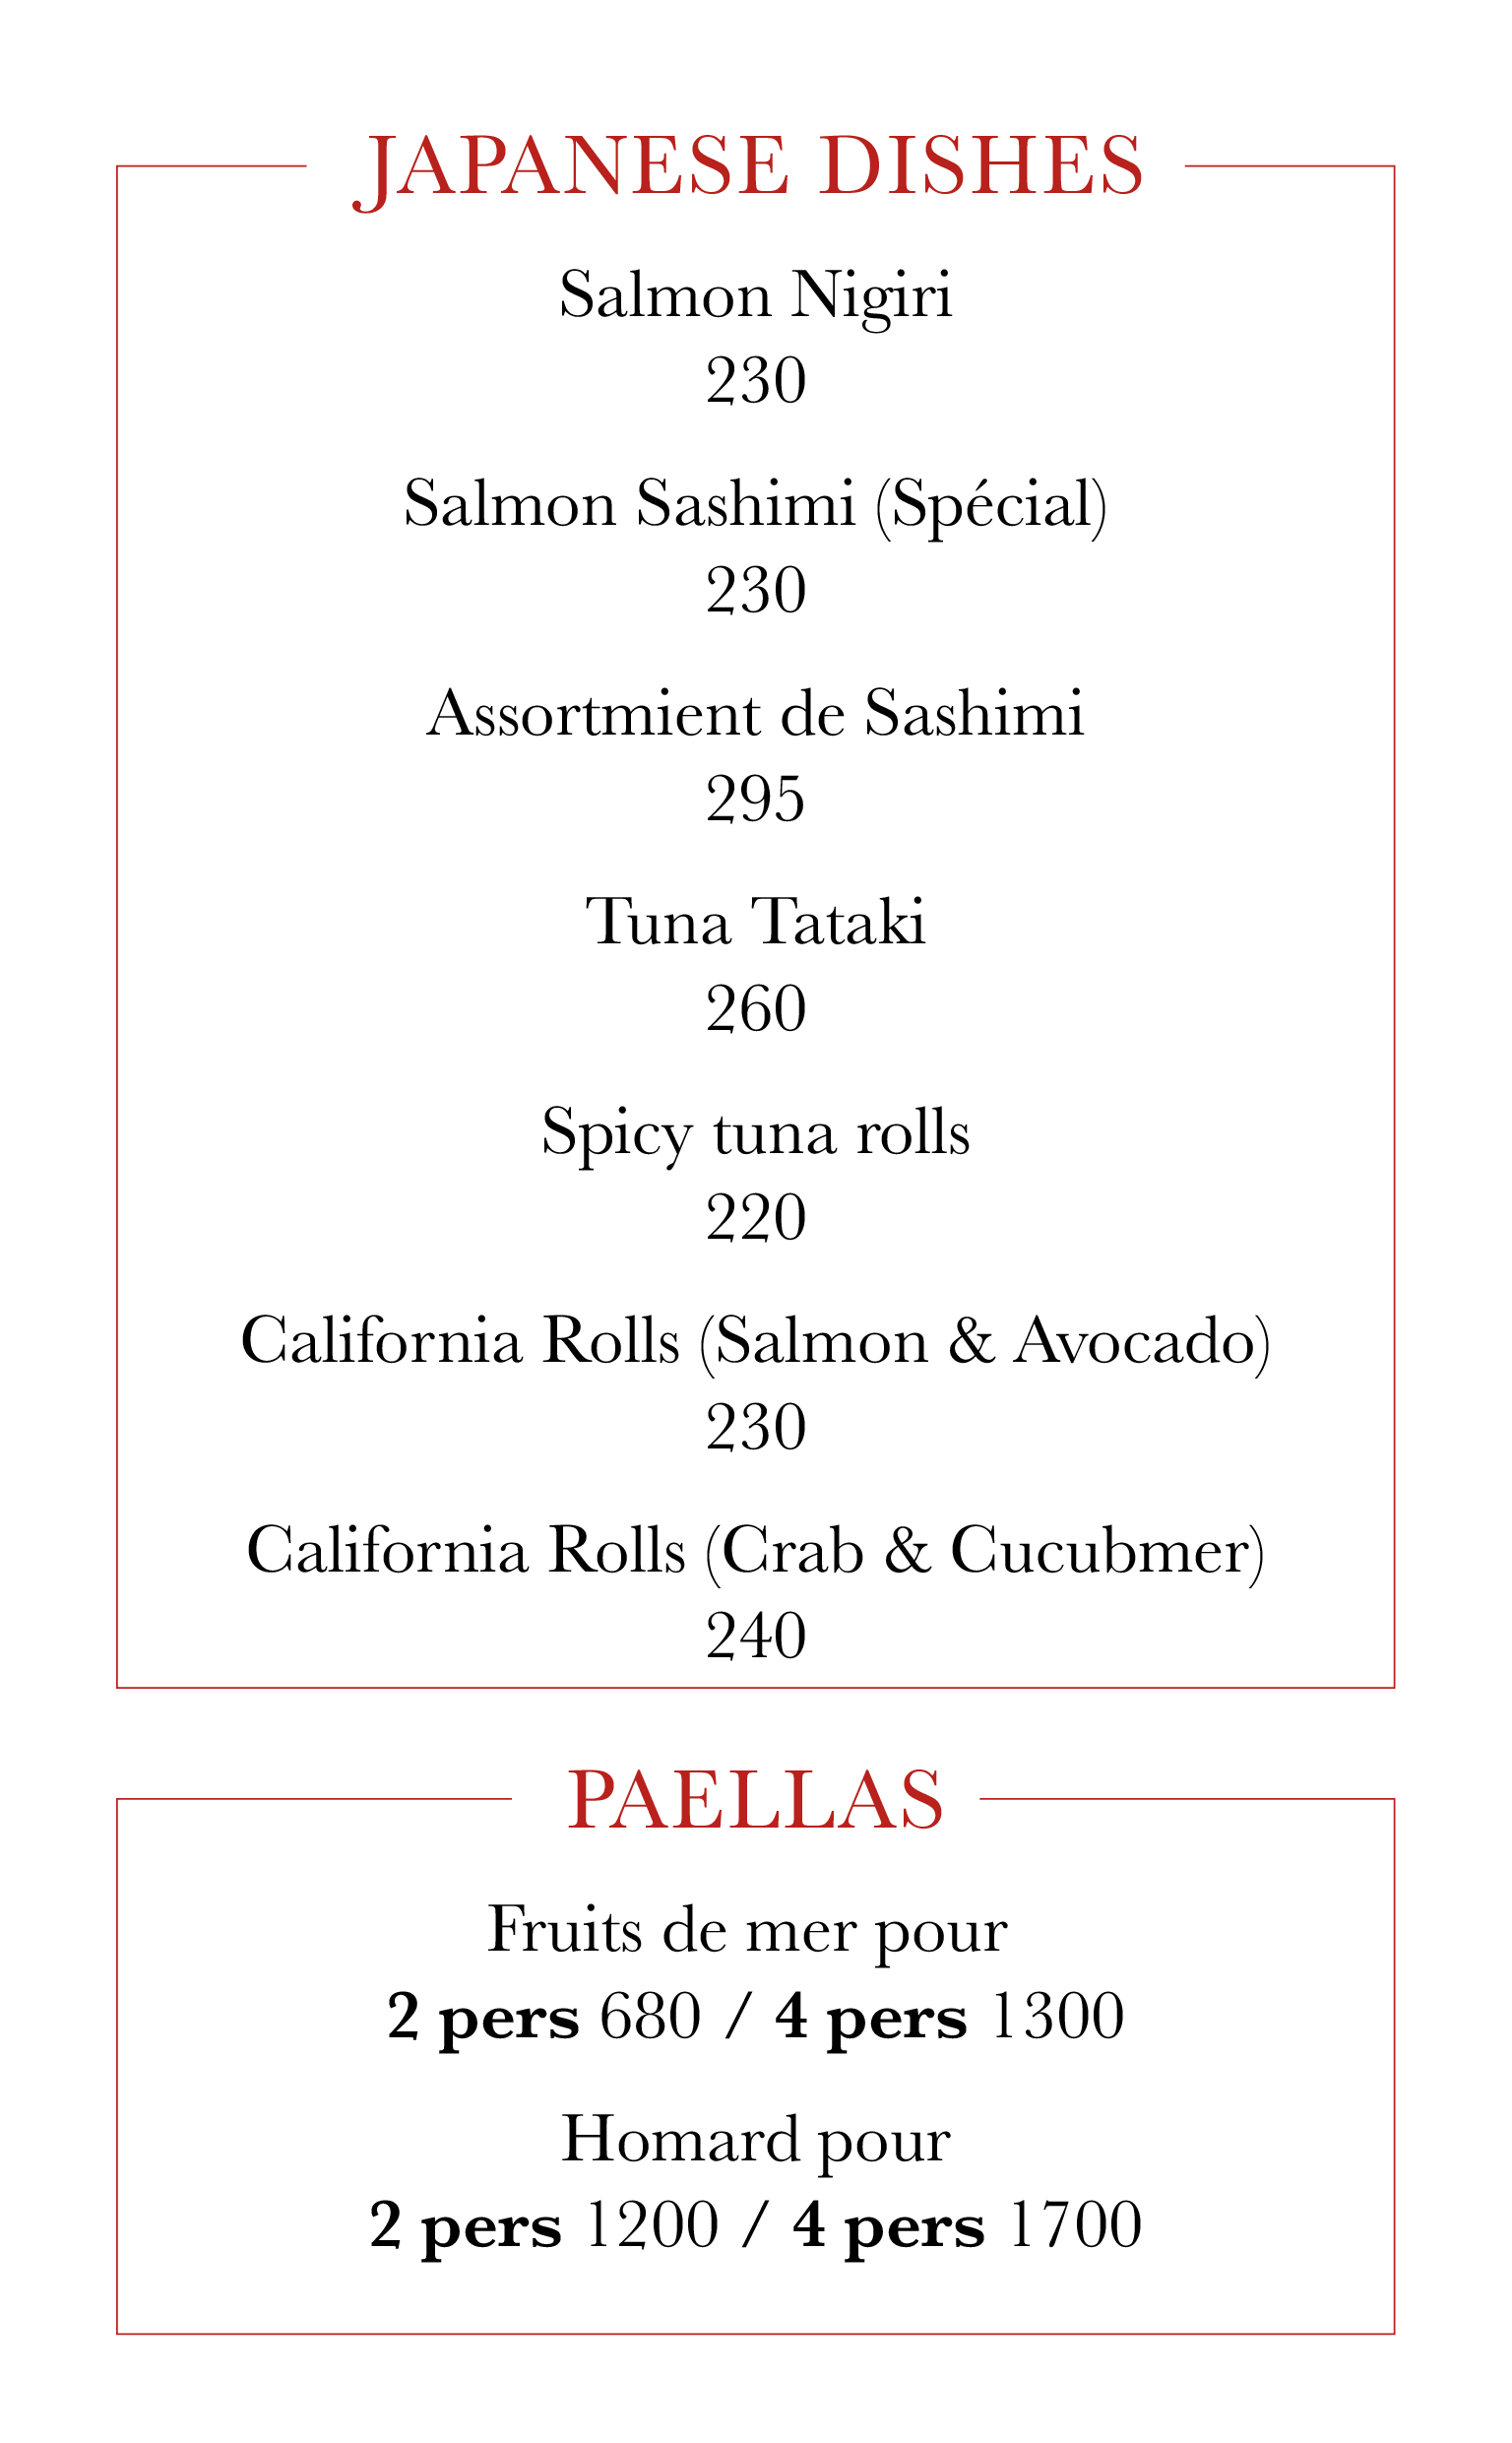 JAPANESE DISHES
Salmon Nigiri
230
Salmon Sashimi (Spécial)
230
Assortmient de Sashimi
295
Tuna Tataki
260
Spicy tuna rolls
220
California Rolls (Salmon & Avocado)
230
California Rolls (Crab & Cucubmer)
240
PAELLAS
Fruits de mer pour
2 pers 680 / 4 pers 1300
Homard pour
2 pers 1200 / 4 pers 1700